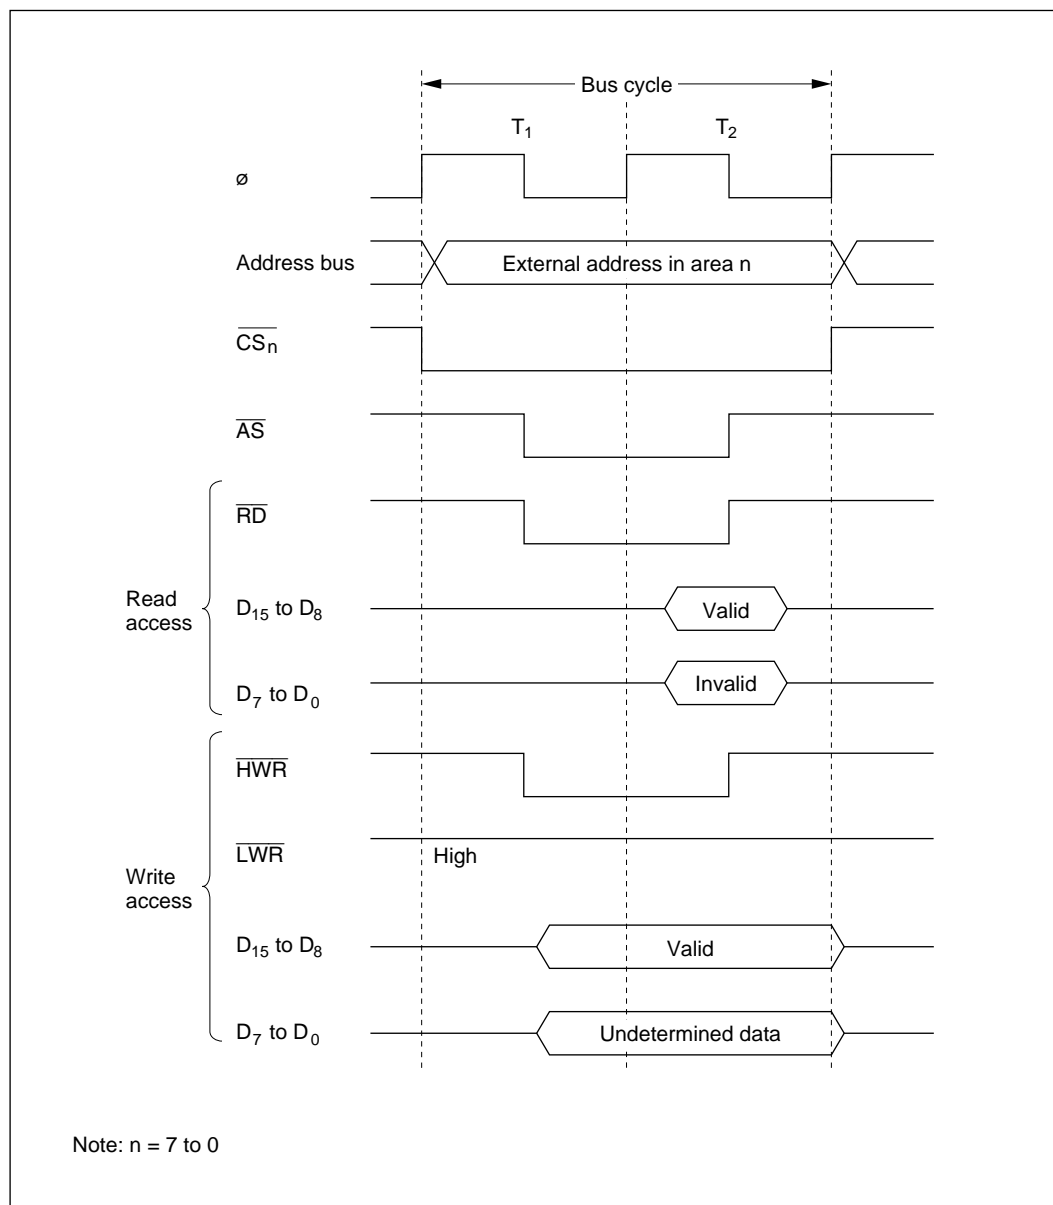 Bus cycle
T1 T2
ø
Address bus External address in area n
CSn
AS
RD
Read access
D15 to D8 Valid
D7 to D0 Invalid
HWR
LWR High
Write access
D15 to D8 Valid
D7 to D0 Undetermined data
Note: n = 7 to 0